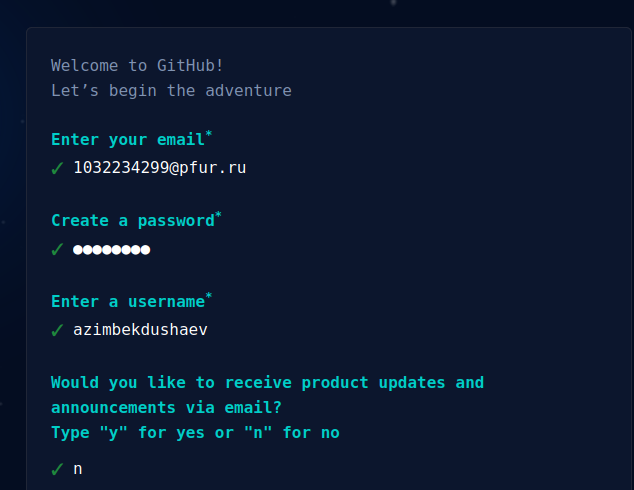 Welcome to GitHub!
Let’s begin the adventure
Enter your email*
✓ 1032234299@pfur.ru
Create a password*
✓ ●●●●●●●●
Enter a username*
✓ azimbekdushaev
Would you like to receive product updates and
announcements via email?
Type "y" for yes or "n" for no
✓ n